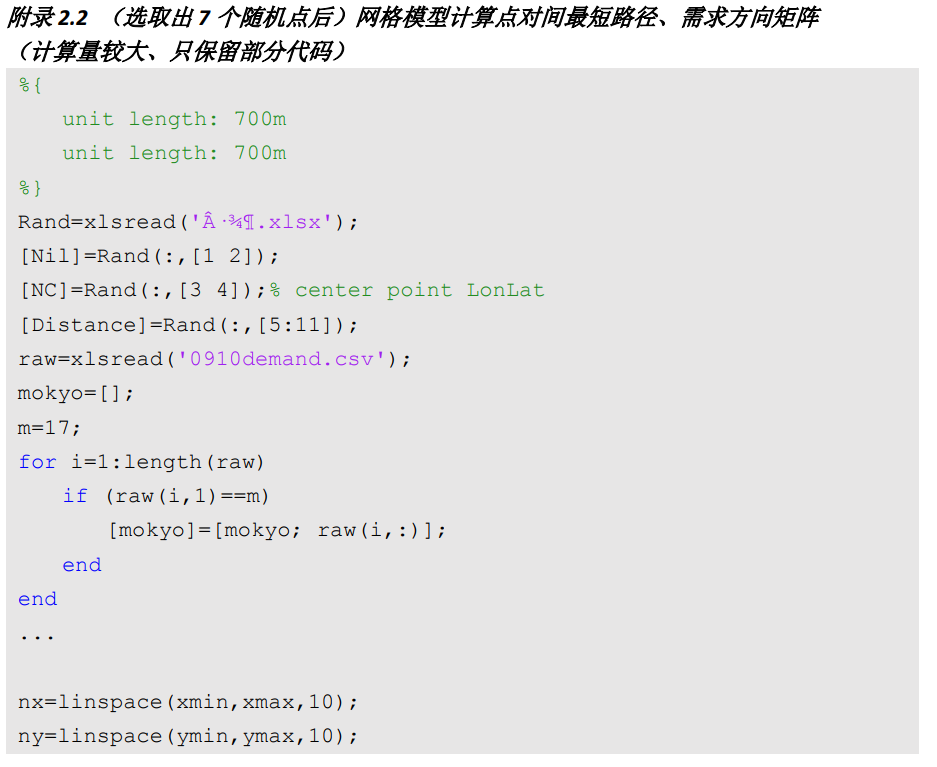 附录 2.2 （选取出 7 个随机点后）网格模型计算点对间最短路径、需求方向矩阵
（计算量较大、只保留部分代码）
%{
unit length: 700m
unit length: 700m
%}
Rand=xlsread('Â·¾¶.xlsx');
[Nil]=Rand(:,[1 2]);
[NC]=Rand(:,[3 4]);% center point LonLat
[Distance]=Rand(:,[5:11]);
raw=xlsread('0910demand.csv');
mokyo=[];
m=17;
for i=1:length(raw)
if (raw(i,1)==m)
[mokyo]=[mokyo; raw(i,:)];
end
end
...
nx=linspace(xmin,xmax,10);
ny=linspace(ymin,ymax,10);